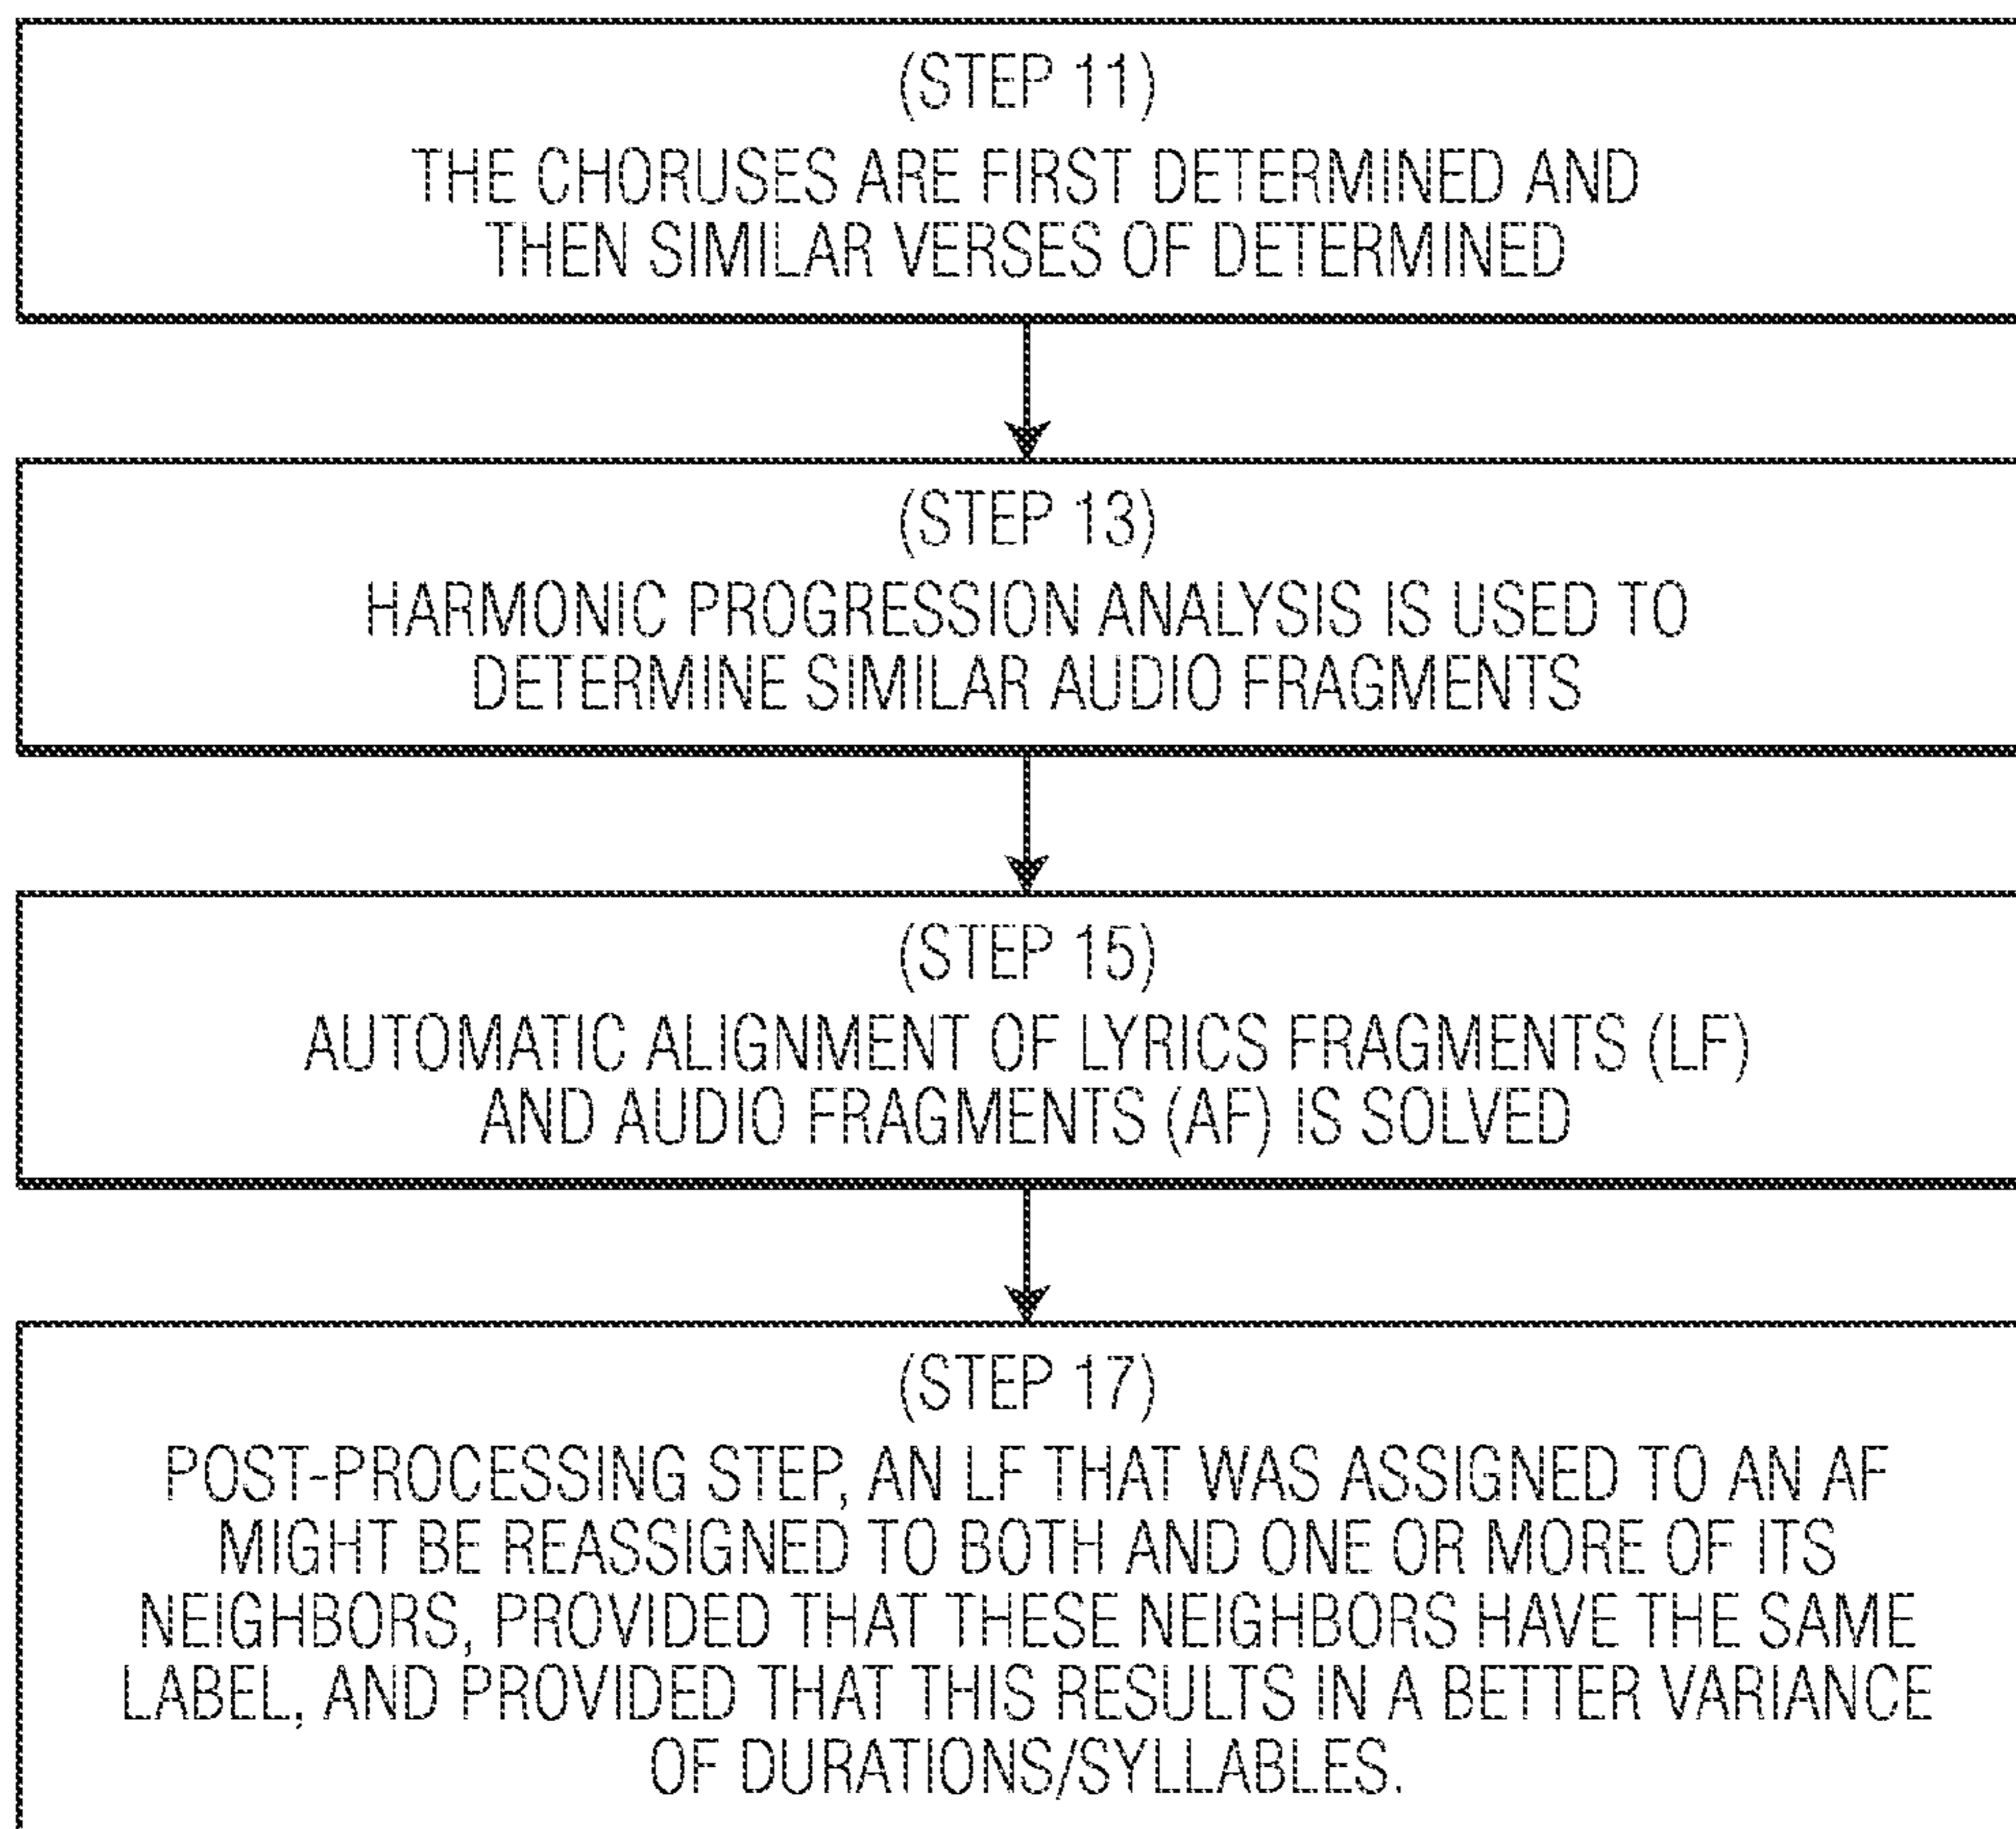 (STEP 11)
THE CHORUSES ARE FIRST DETERMINED AND
THEN SIMILAR VERSES OF DETERMINED
(STEP 13)
HARMONIC PROGRESSION ANALYSIS IS USED TO
DETERMINE SIMILAR AUDIO FRAGMENTS
(STEP 15)
AUTOMATIC ALIGNMENT OF LYRICS FRAGMENTS (LF)
AND AUDIO FRAGMENTS (AF) IS SOLVED
(STEP 17)
POST-PROCESSING STEP, AN LF THAT WAS ASSIGNED TO AN AF
MIGHT BE REASSIGNED TO BOTH AND ONE OR MORE OF ITS
NEIGHBORS, PROVIDED THAT THESE NEIGHBORS HAVE THE SAME
LABEL, AND PROVIDED THAT THIS RESULTS IN A BETTER VARIANCE
OF DURATIONS/SYLLABLES.